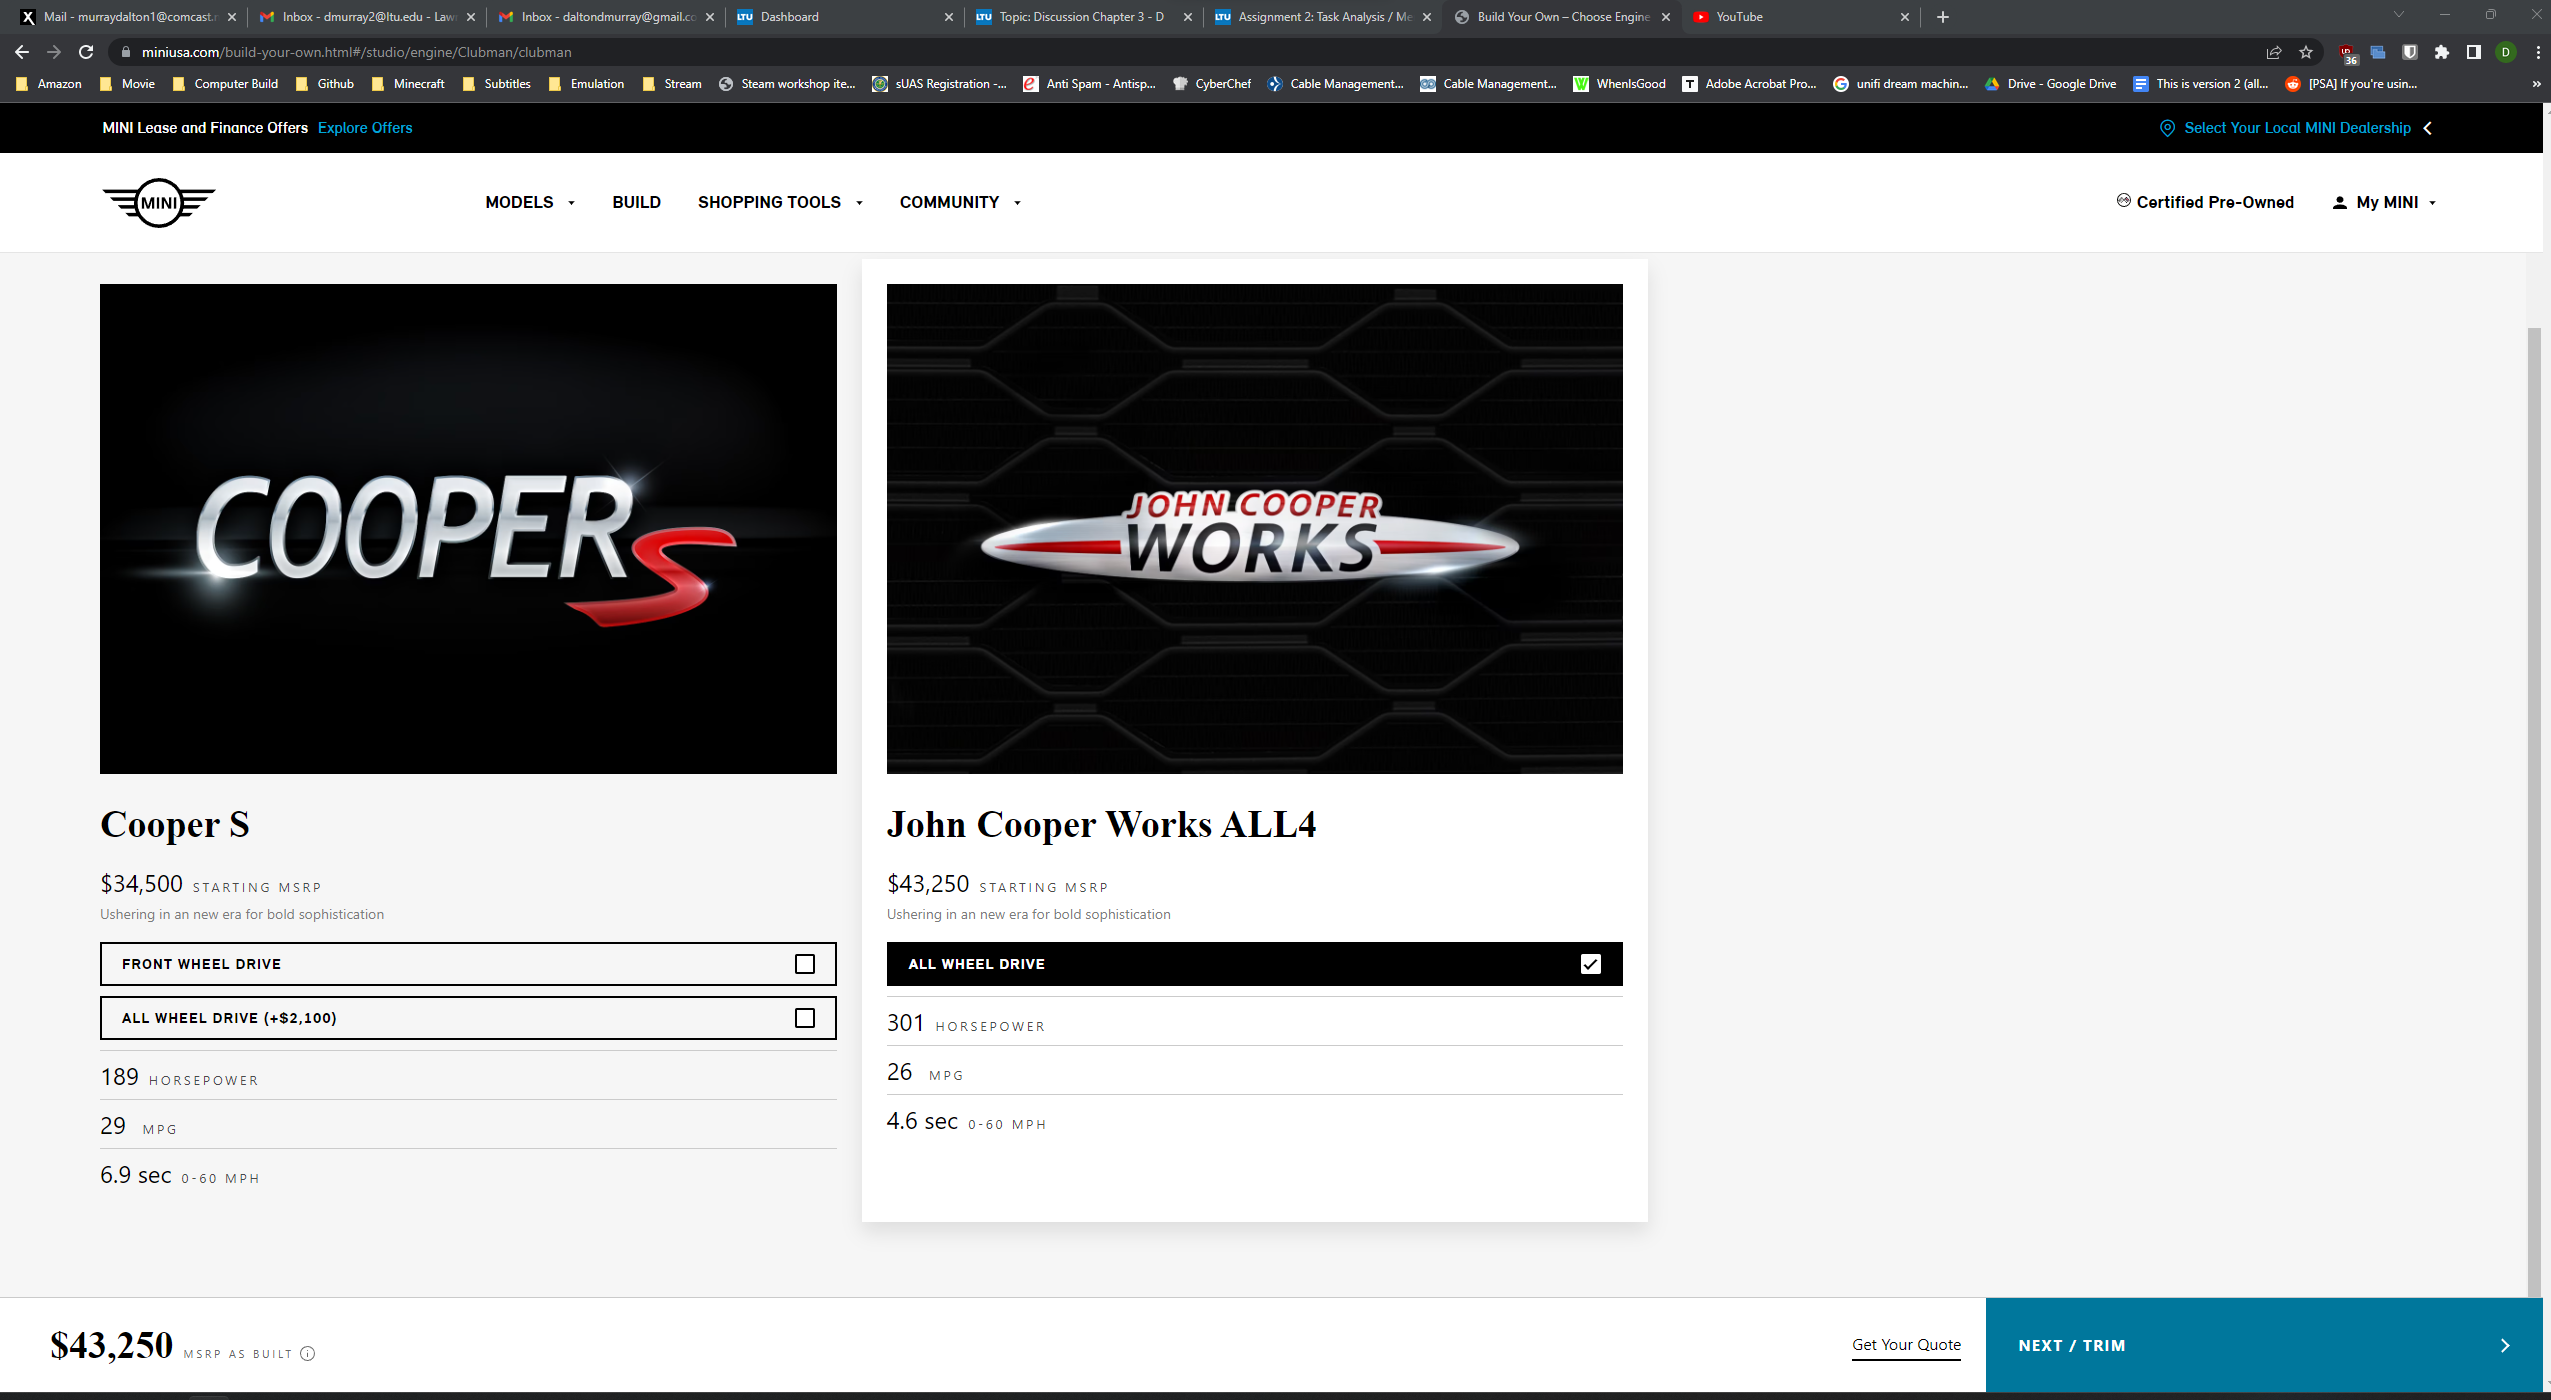 Mail - murraydalton1@comcast.n
Inbox - dmurray2@ltu.edu - Law
Inbox - daltondmurray@gmail.co
LTU Dashboard
LTU Topic: Discussion Chapter 3 - D
LTU Assignment 2: Task Analysis / Me
Build Your Own – Choose Engine
YouTube
miniusa.com/build-your-own.html#/studio/engine/Clubman/clubman
36
D
Amazon
Movie
Computer Build
Github
Minecraft
Subtitles
Emulation
Stream
Steam workshop ite...
sUAS Registration -...
Anti Spam - Antisp...
CyberChef
Cable Management...
Cable Management...
WhenIsGood
Adobe Acrobat Pro...
unifi dream machin...
Drive - Google Drive
This is version 2 (all...
[PSA] If you're usin...
»
MINI Lease and Finance Offers Explore Offers
Select Your Local MINI Dealership
MINI
MODELS
BUILD
SHOPPING TOOLS
COMMUNITY
Certified Pre-Owned
My MINI
COOPER S
JOHN COOPER
WORKS
Cooper S
$34,500 STARTING MSRP
Ushering in an new era for bold sophistication
FRONT WHEEL DRIVE
ALL WHEEL DRIVE (+$2,100)
189 HORSEPOWER
29 MPG
6.9 sec 0-60 MPH
John Cooper Works ALL4
$43,250 STARTING MSRP
Ushering in an new era for bold sophistication
ALL WHEEL DRIVE
301 HORSEPOWER
26 MPG
4.6 sec 0-60 MPH
$43,250 MSRP AS BUILT
Get Your Quote
NEXT / TRIM